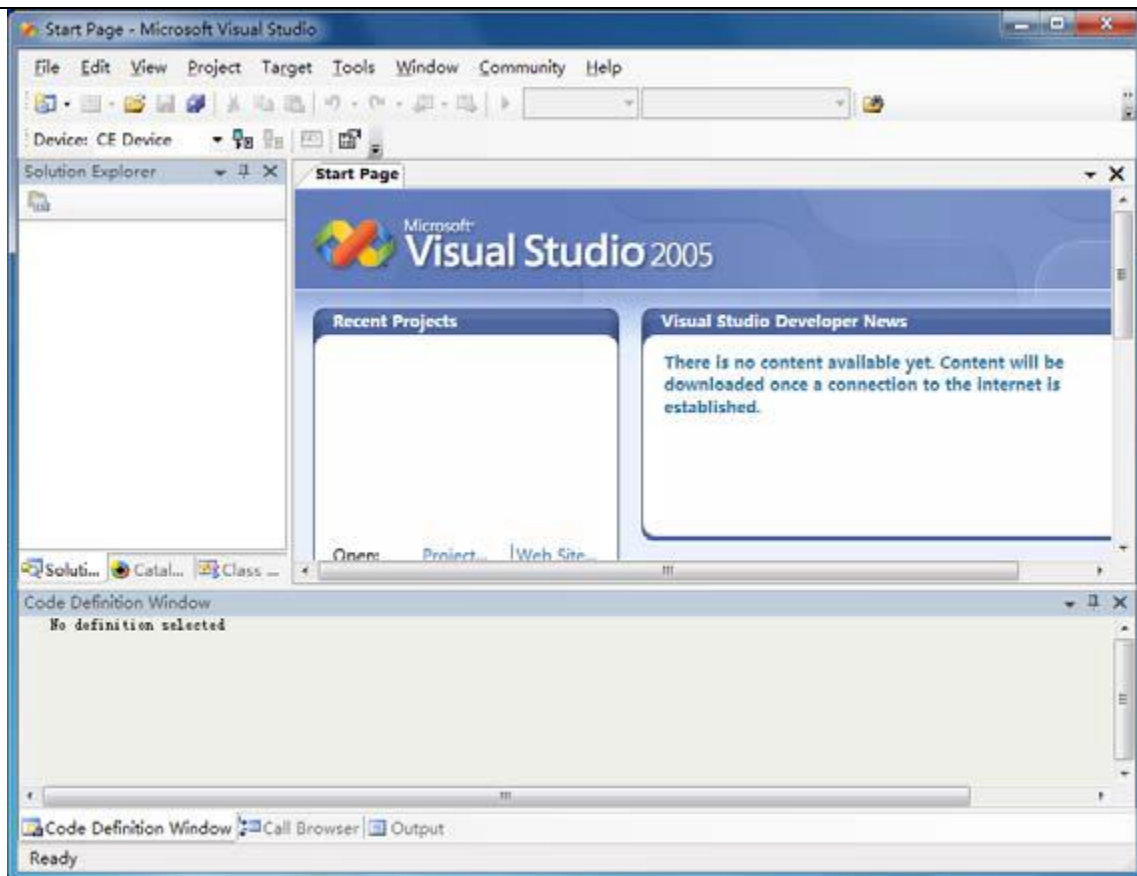 Start Page - Microsoft Visual Studio
File Edit View Project Target Tools Window Community Help
Device: CE Device
Solution Explorer
Start Page
Microsoft
Visual Studio 2005
Recent Projects
Visual Studio Developer News
There is no content available yet. Content will be
downloaded once a connection to the Internet is
established.
Open: Project... Web Site...
Soluti... Catal... Class ...
Code Definition Window
No definition selected
Code Definition Window Call Browser Output
Ready